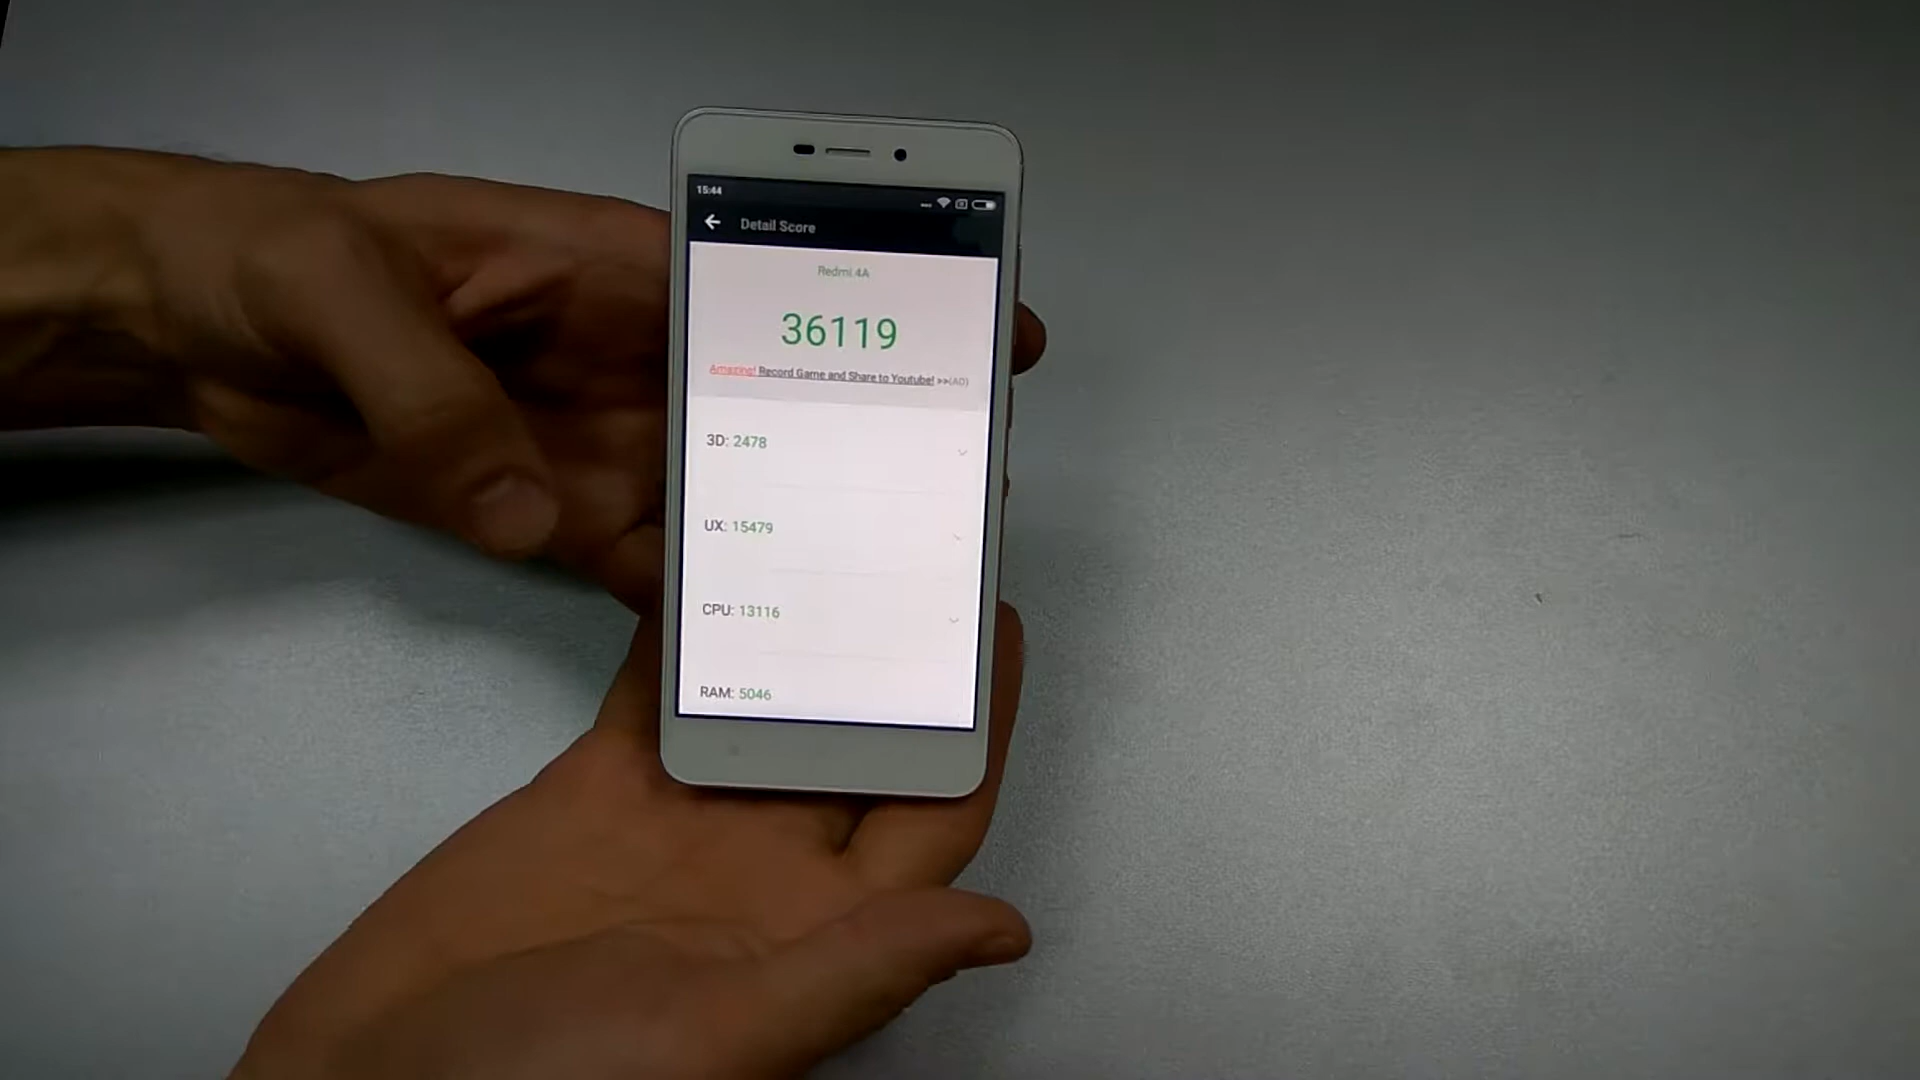 15:44
Detail Score
Redmi 4A
36119
Amazing! Record Game and Share to Youtube! >>(AD)
3D: 2478
UX: 15479
CPU: 13116
RAM: 5046